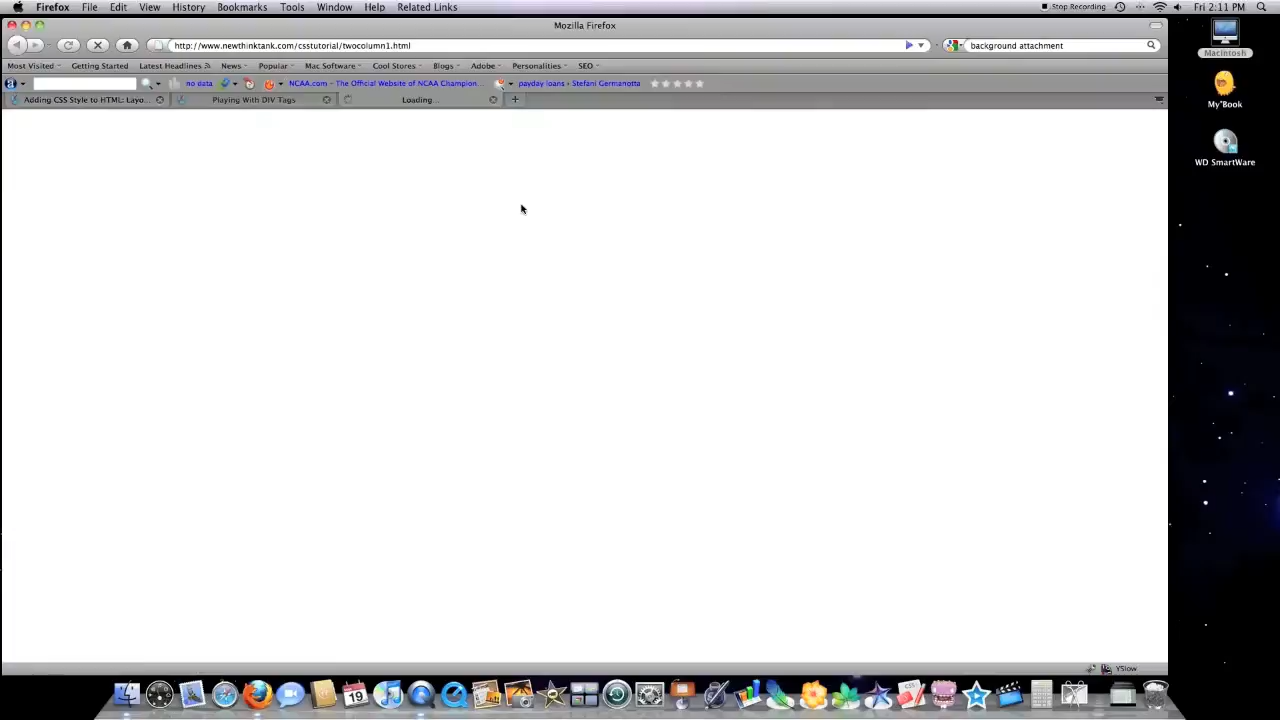 Firefox File Edit View History Bookmarks Tools Window Help Related Links Stop Recording Fri 2:11 PM
Mozilla Firefox
http://www.newthinktank.com/csstutorial/twocolumn1.html background attachment
Most Visited Getting Started Latest Headlines News Popular Mac Software Cool Stores Blogs Adobe Personalities SEO
no data NCAA.com – The Official Website of NCAA Champion... payday loans › Stefani Germanotta
Adding CSS Style to HTML: Layo... Playing With DIV Tags Loading...
Macintosh
My Book
WD SmartWare
YSlow
19